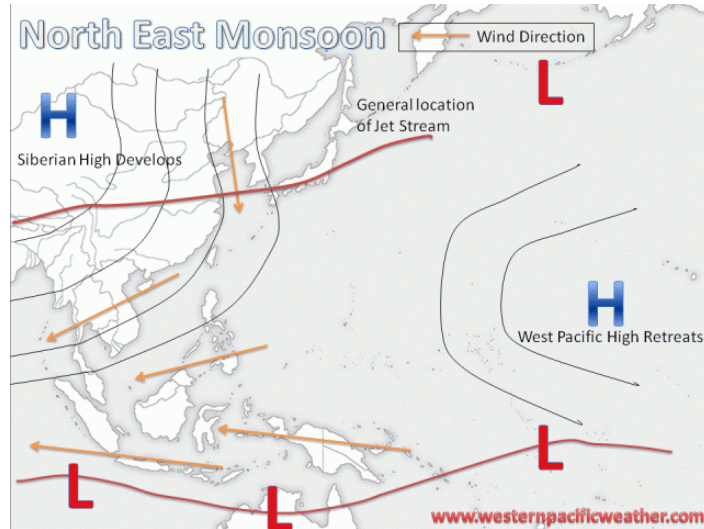 North East Monsoon
Wind Direction
L
H
General location
of Jet Stream
Siberian High Develops
H
West Pacific High Retreats
L
L
L
www.westernpacificweather.com